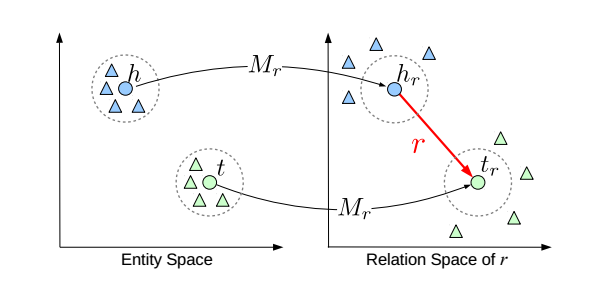 h
M_r
h_r
r
t
t_r
M_r
Entity Space
Relation Space of r